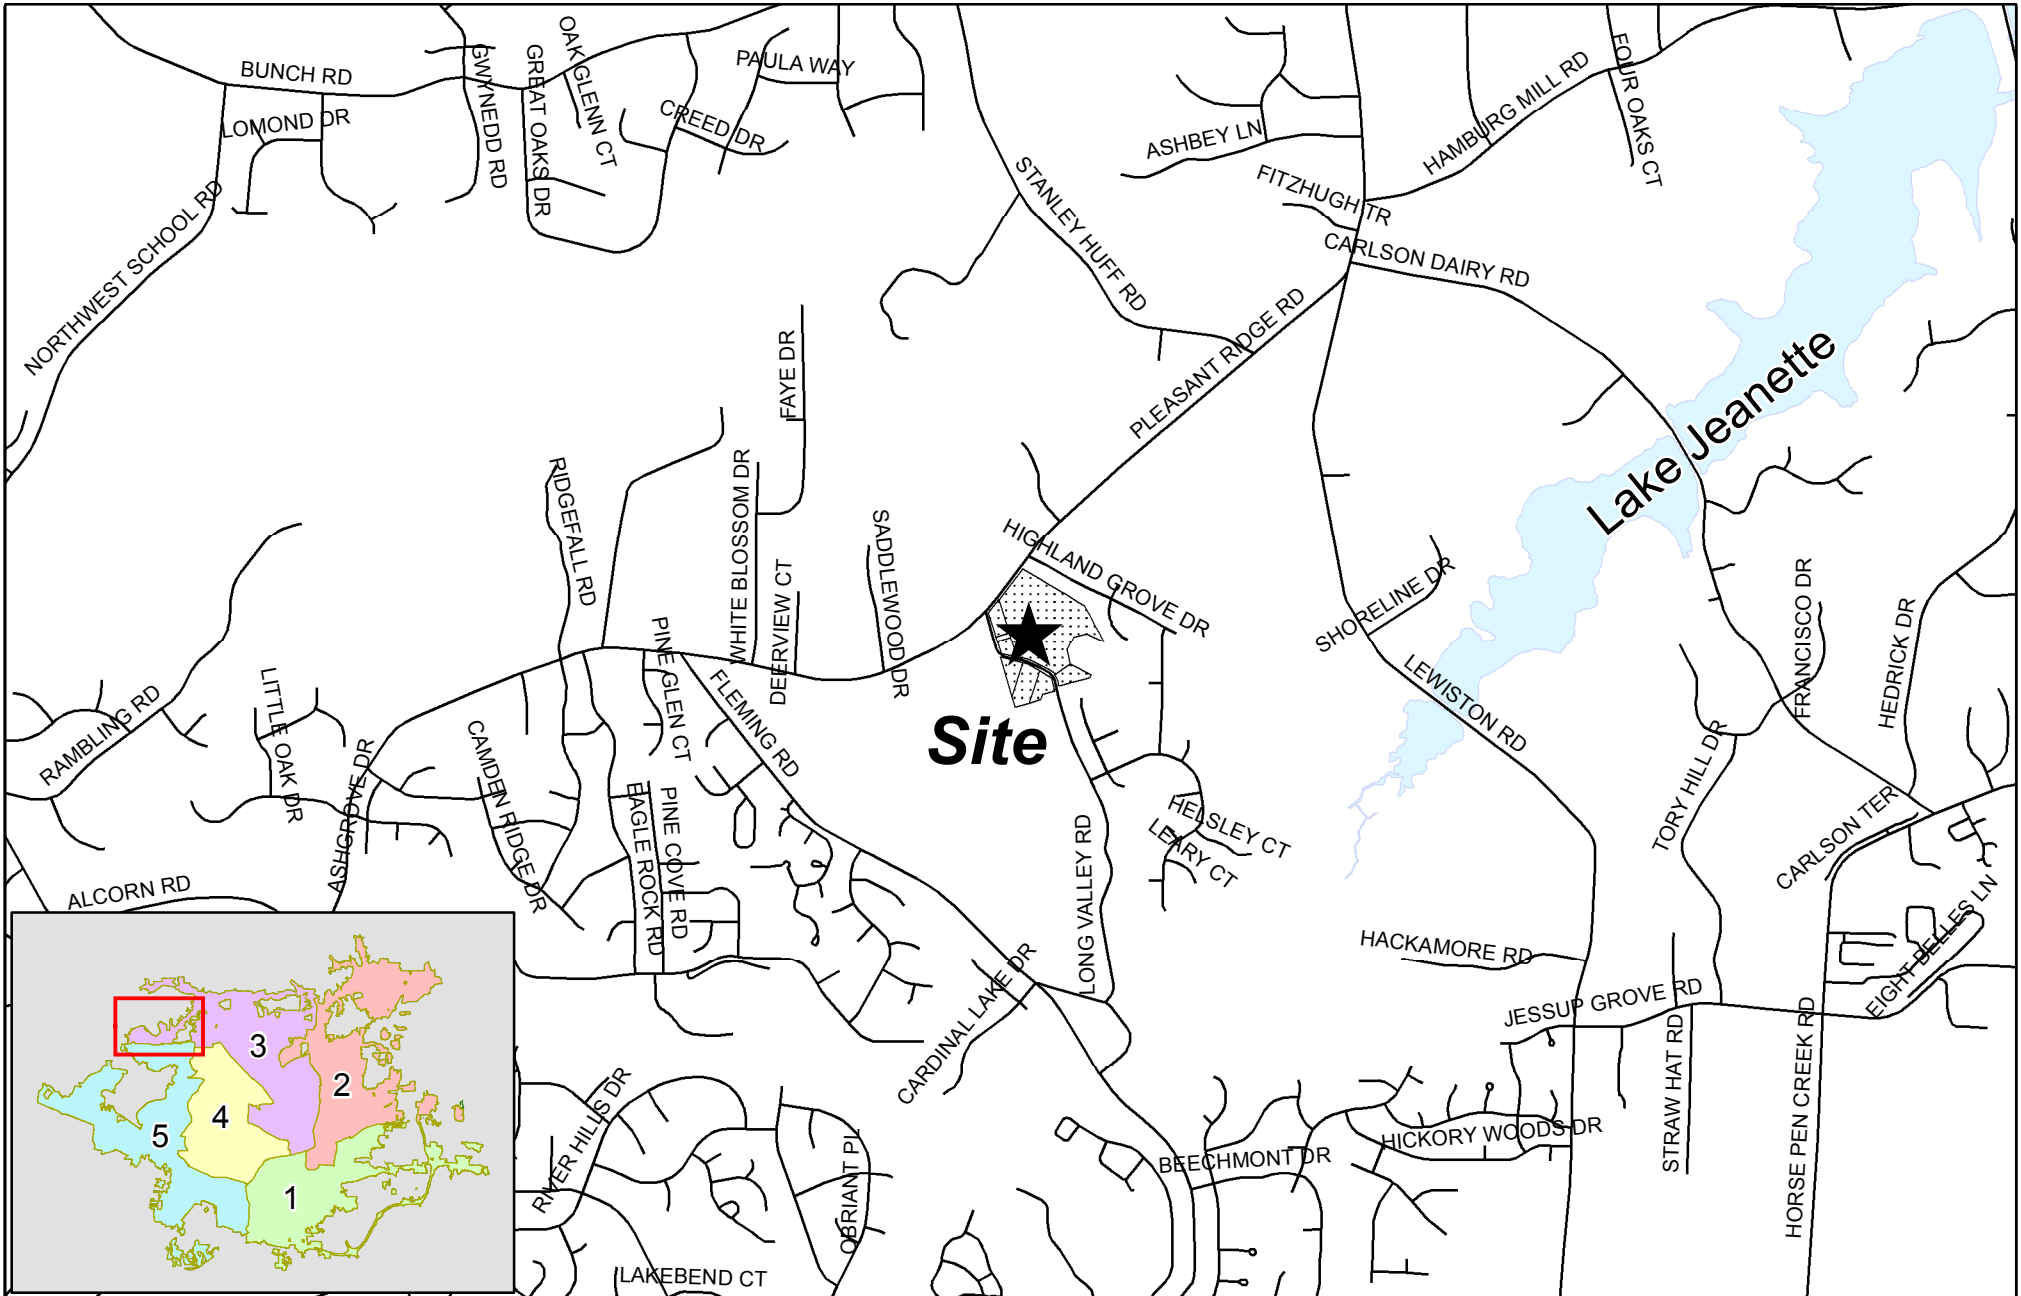 BUNCH RD
LOMOND DR
NORTHWEST SCHOOL RD
GWYNEDD RD
GREAT OAKS DR
OAK GLENN CT
CREED DR
PAULA WAY
STANLEY HUFF RD
ASHBEY LN
FITZHUGH TR
HAMBURG MILL RD
FOUR OAKS CT
CARLSON DAIRY RD
PLEASANT RIDGE RD
Lake Jeanette
FAYE DR
WHITE BLOSSOM DR
DEERVIEW CT
SADDLEWOOD DR
RIDGEFALL RD
HIGHLAND GROVE DR
SHORELINE DR
LEWISTON RD
FRANCISCO DR
HEDRICK DR
PINE GLEN CT
FLEMING RD
Site
RAMBLING RD
LITTLE OAK DR
ASHGROVE DR
CAMDEN RIDGE DR
EAGLE ROCK RD
PINE COVE RD
LONG VALLEY RD
HELSLEY CT
LEARY CT
TORY HILL DR
CARLSON TER
ALCORN RD
CARDINAL LAKE DR
HACKAMORE RD
JESSUP GROVE RD
EIGHT BELLES LN
STRAW HAT RD
HORSE PEN CREEK RD
HICKORY WOODS DR
BEECHMONT DR
RIVER HILLS DR
OBRIANT PL
LAKEBEND CT
3
2
4
5
1